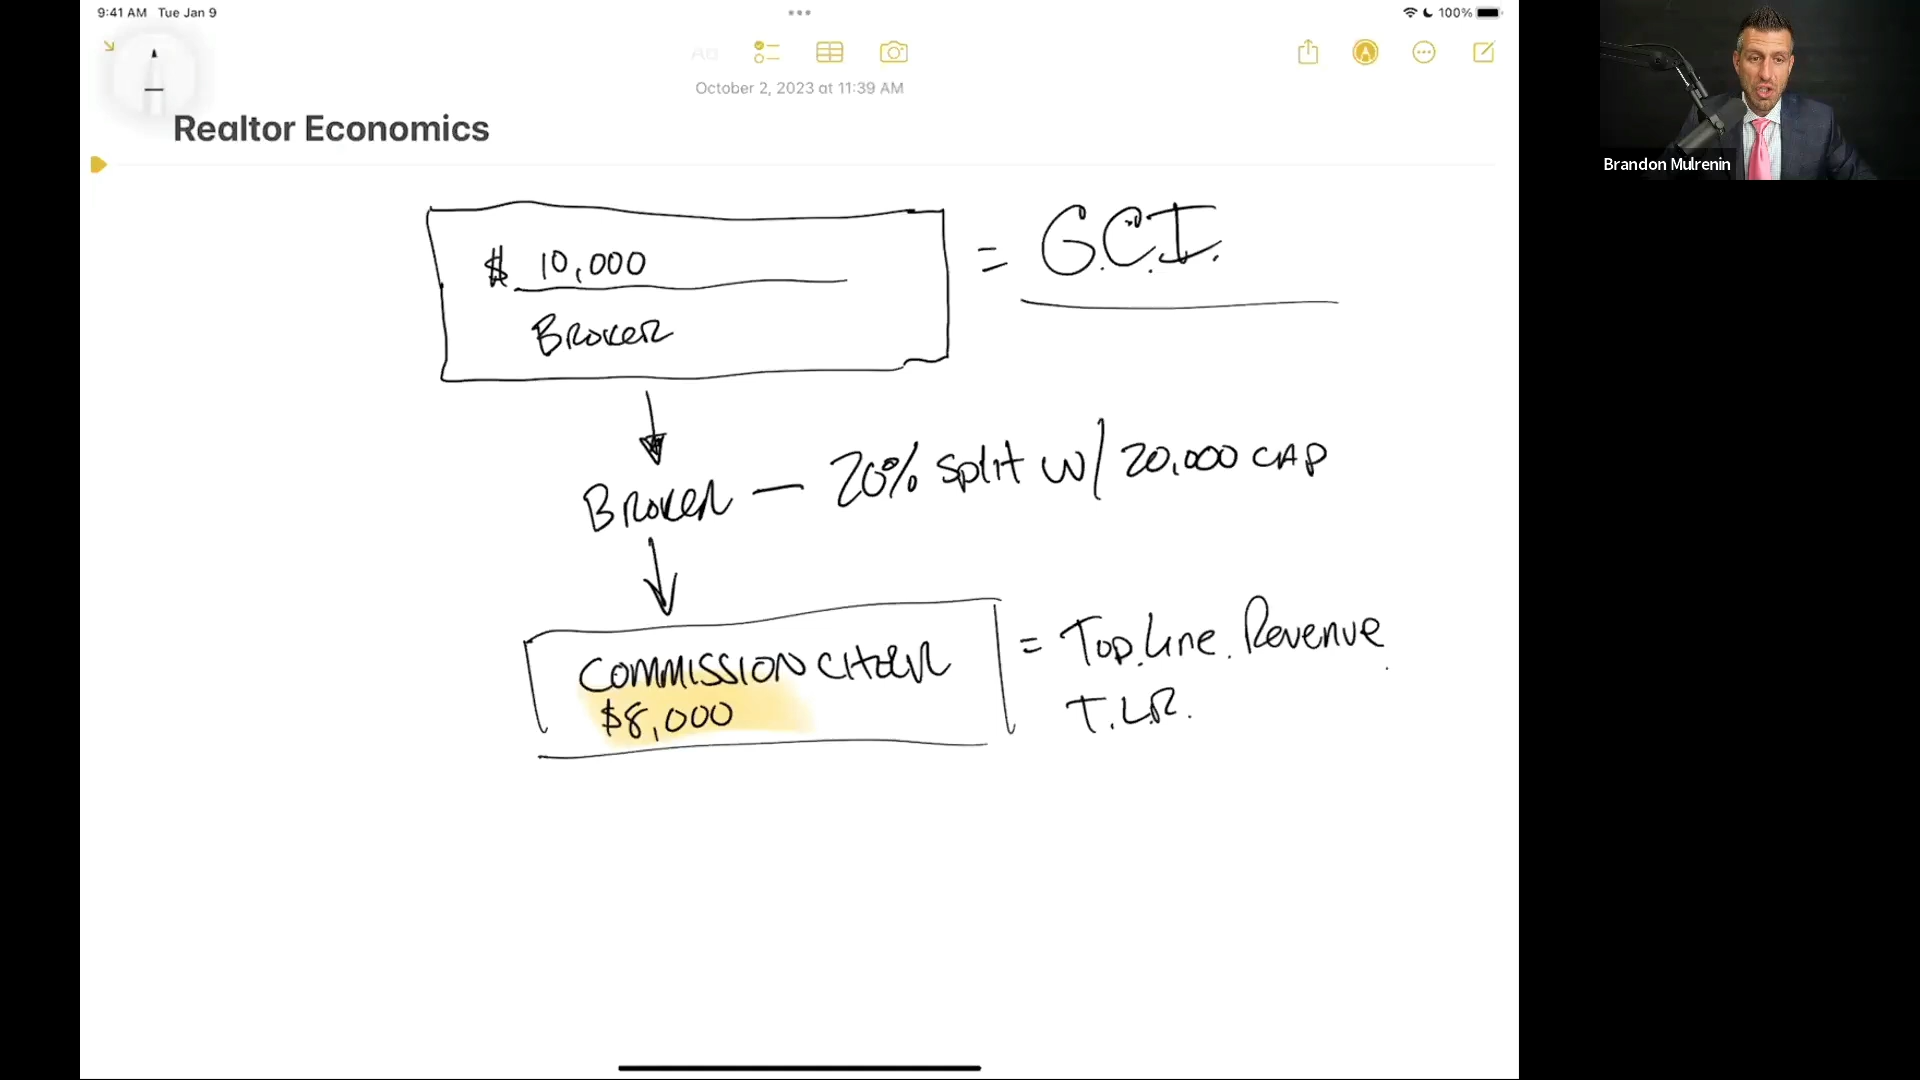 9:41 AM Tue Jan 9
100%
Aa
October 2, 2023 at 11:39 AM
Brandon Mulrenin
Realtor Economics
$ 10,000 = G.C.I.
BROKER
BROKER — 20% split w/ 20,000 CAP
COMMISSION CHECK = Top.Line.Revenue
$8,000 T.L.R.